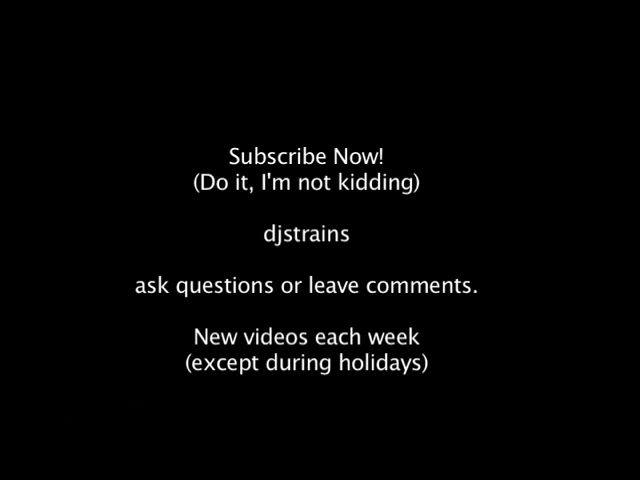 Subscribe Now!
(Do it, I'm not kidding)
djstrains
ask questions or leave comments.
New videos each week
(except during holidays)